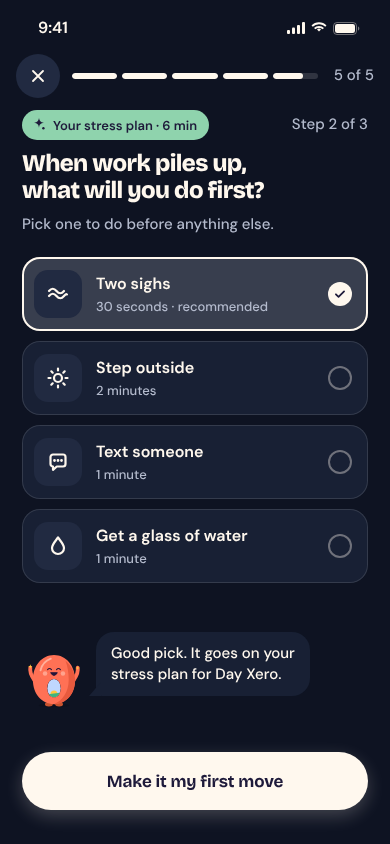 9:41
5 of 5
Your stress plan · 6 min
Step 2 of 3
When work piles up,
what will you do first?
Pick one to do before anything else.
Two sighs
30 seconds · recommended
Step outside
2 minutes
Text someone
1 minute
Get a glass of water
1 minute
Good pick. It goes on your
stress plan for Day Xero.
Make it my first move